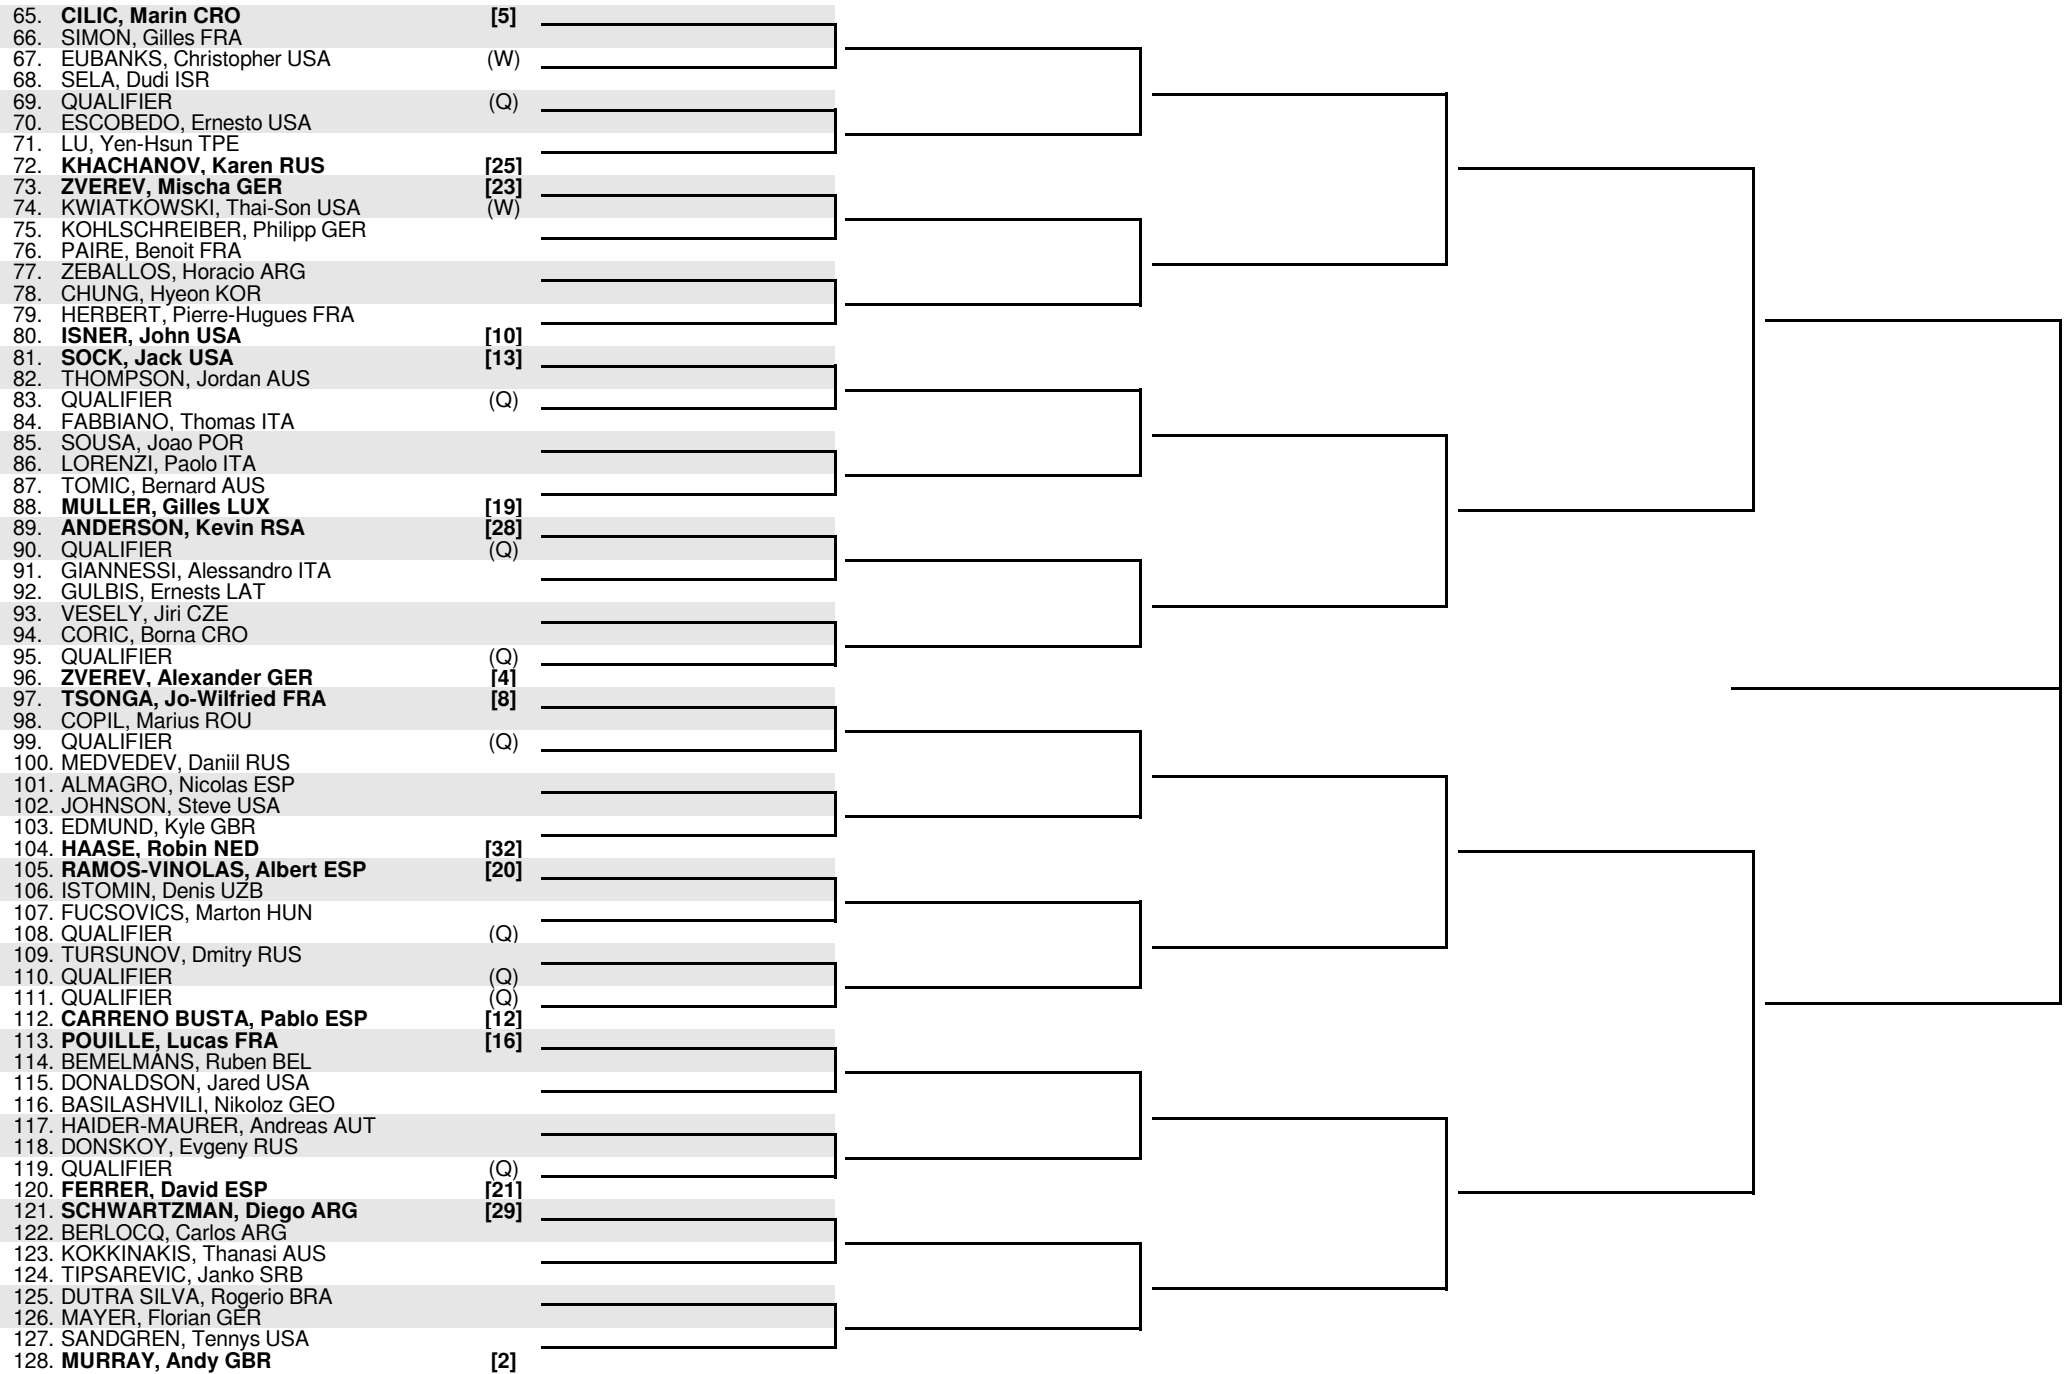 65. CILIC, Marin CRO [5]
66. SIMON, Gilles FRA
67. EUBANKS, Christopher USA (W)
68. SELA, Dudi ISR
69. QUALIFIER (Q)
70. ESCOBEDO, Ernesto USA
71. LU, Yen-Hsun TPE
72. KHACHANOV, Karen RUS [25]
73. ZVEREV, Mischa GER [23]
74. KWIATKOWSKI, Thai-Son USA (W)
75. KOHLSCHREIBER, Philipp GER
76. PAIRE, Benoit FRA
77. ZEBALLOS, Horacio ARG
78. CHUNG, Hyeon KOR
79. HERBERT, Pierre-Hugues FRA
80. ISNER, John USA [10]
81. SOCK, Jack USA [13]
82. THOMPSON, Jordan AUS
83. QUALIFIER (Q)
84. FABBIANO, Thomas ITA
85. SOUSA, Joao POR
86. LORENZI, Paolo ITA
87. TOMIC, Bernard AUS
88. MULLER, Gilles LUX [19]
89. ANDERSON, Kevin RSA [28]
90. QUALIFIER (Q)
91. GIANNESSI, Alessandro ITA
92. GULBIS, Ernests LAT
93. VESELY, Jiri CZE
94. CORIC, Borna CRO
95. QUALIFIER (Q)
96. ZVEREV, Alexander GER [4]
97. TSONGA, Jo-Wilfried FRA [8]
98. COPIL, Marius ROU
99. QUALIFIER (Q)
100. MEDVEDEV, Daniil RUS
101. ALMAGRO, Nicolas ESP
102. JOHNSON, Steve USA
103. EDMUND, Kyle GBR
104. HAASE, Robin NED [32]
105. RAMOS-VINOLAS, Albert ESP [20]
106. ISTOMIN, Denis UZB
107. FUCSOVICS, Marton HUN
108. QUALIFIER (Q)
109. TURSUNOV, Dmitry RUS
110. QUALIFIER (Q)
111. QUALIFIER (Q)
112. CARRENO BUSTA, Pablo ESP [12]
113. POUILLE, Lucas FRA [16]
114. BEMELMANS, Ruben BEL
115. DONALDSON, Jared USA
116. BASILASHVILI, Nikoloz GEO
117. HAIDER-MAURER, Andreas AUT
118. DONSKOY, Evgeny RUS
119. QUALIFIER (Q)
120. FERRER, David ESP [21]
121. SCHWARTZMAN, Diego ARG [29]
122. BERLOCQ, Carlos ARG
123. KOKKINAKIS, Thanasi AUS
124. TIPSAREVIC, Janko SRB
125. DUTRA SILVA, Rogerio BRA
126. MAYER, Florian GER
127. SANDGREN, Tennys USA
128. MURRAY, Andy GBR [2]